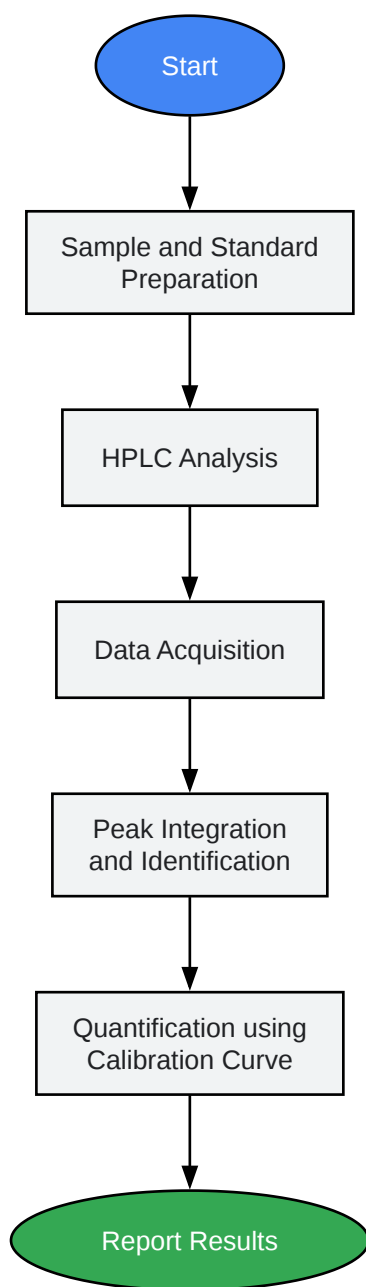 Start
Sample and Standard
Preparation
HPLC Analysis
Data Acquisition
Peak Integration
and Identification
Quantification using
Calibration Curve
Report Results